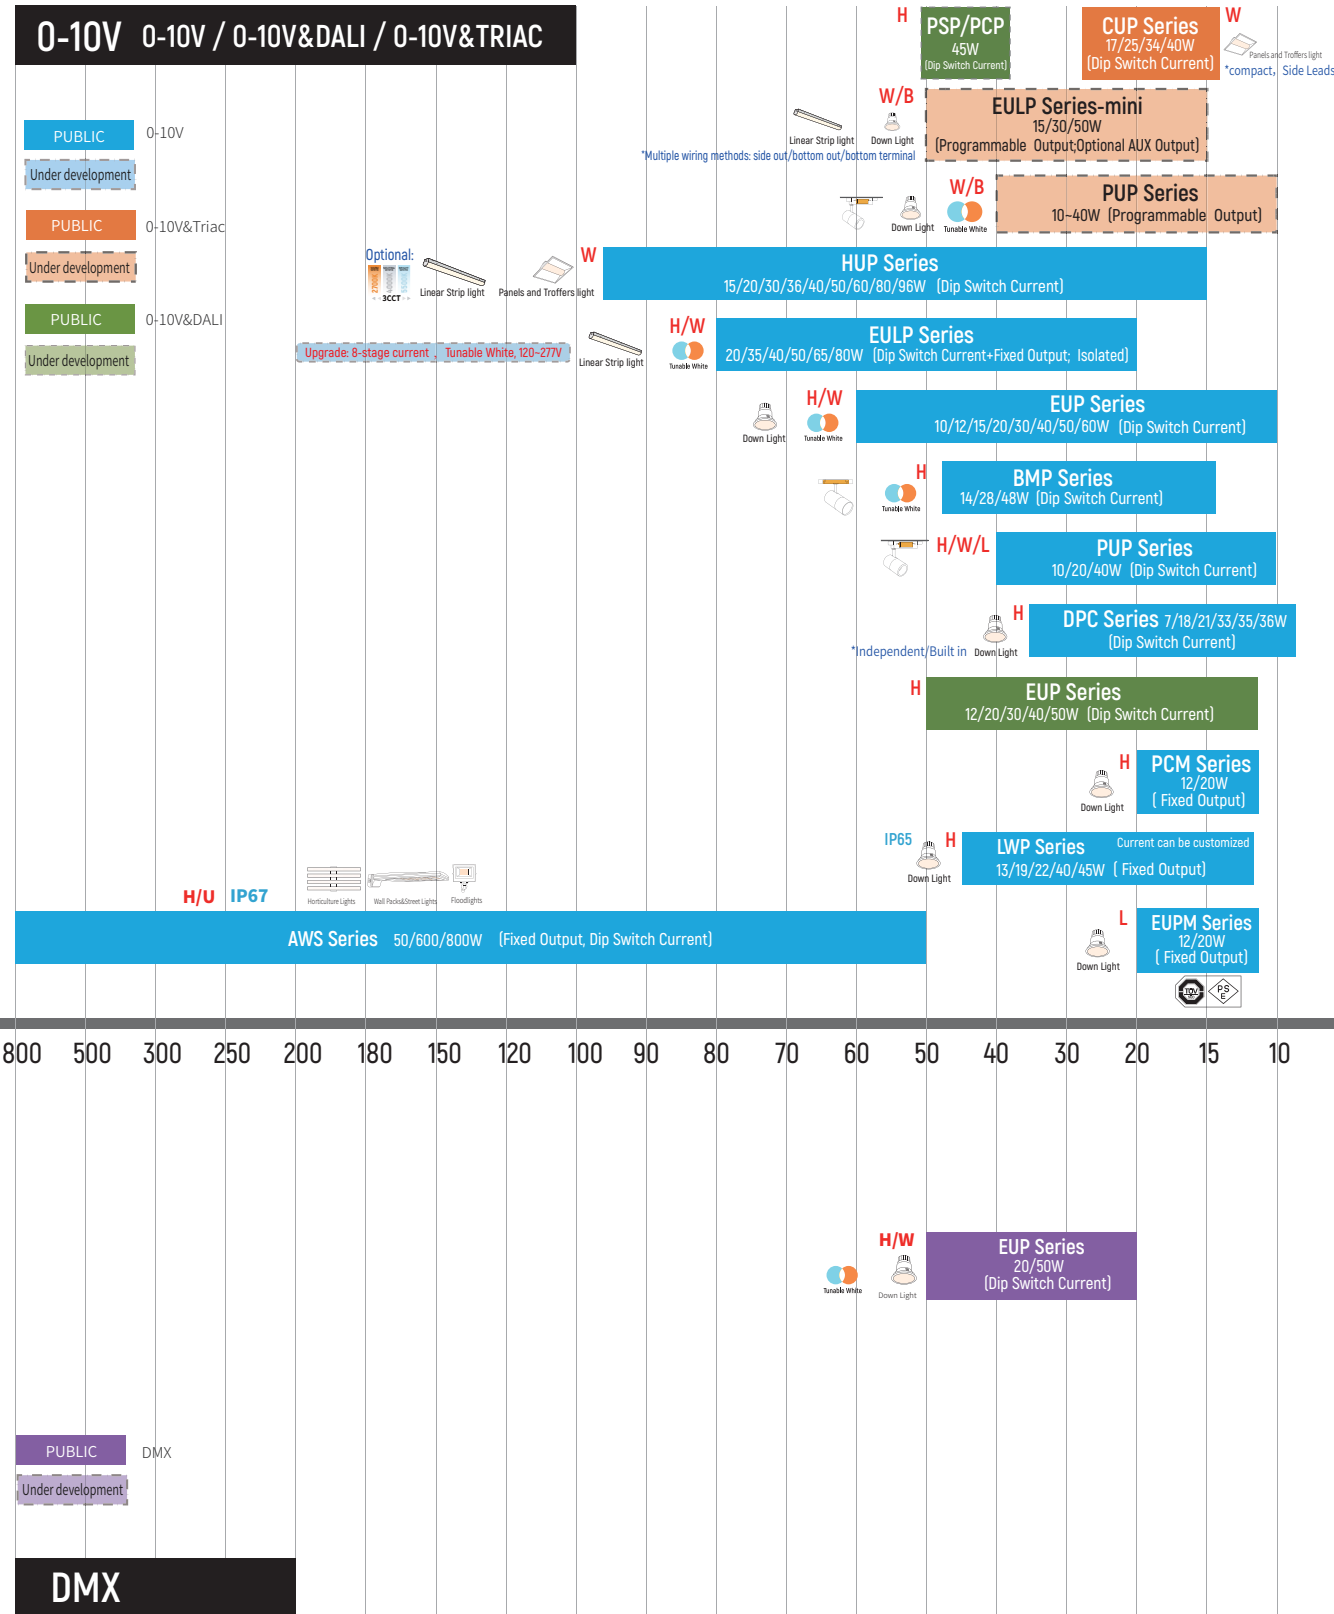 0-10V 0-10V / 0-10V&DALI / 0-10V&TRIAC
PUBLIC 0-10V
Under development
PUBLIC 0-10V&Triac
Under development
PUBLIC 0-10V&DALI
Under development
H
PSP/PCP
45W
(Dip Switch Current)
CUP Series
17/25/34/40W
(Dip Switch Current)
W
Panels and Troffers light
*compact, Side Leads
W/B
Linear Strip light
Down Light
*Multiple wiring methods: side out/bottom out/bottom terminal
EULP Series-mini
15/30/50W
(Programmable Output;Optional AUX Output)
W/B
Down Light
Tunable White
PUP Series
10~40W (Programmable Output)
Optional:
2700K
4000K
3CCT
Linear Strip light
Panels and Troffers light
W
HUP Series
15/20/30/36/40/50/60/80/96W (Dip Switch Current)
Upgrade: 8-stage current , Tunable White, 120~277V
Linear Strip light
H/W
Tunable White
EULP Series
20/35/40/50/65/80W (Dip Switch Current+Fixed Output; Isolated)
Down Light
H/W
Tunable White
EUP Series
10/12/15/20/30/40/50/60W (Dip Switch Current)
H
Tunable White
BMP Series
14/28/48W (Dip Switch Current)
H/W/L
PUP Series
10/20/40W (Dip Switch Current)
H
*Independent/Built in
Down Light
DPC Series 7/18/21/33/35/36W
(Dip Switch Current)
H
EUP Series
12/20/30/40/50W (Dip Switch Current)
H
Down Light
PCM Series
12/20W
( Fixed Output)
IP65
H
Down Light
LWP Series
Current can be customized
13/19/22/40/45W ( Fixed Output)
H/U IP67
Horticulture Lights
Wall Packs&Street Lights
Floodlights
AWS Series 50/600/800W (Fixed Output, Dip Switch Current)
L
Down Light
EUPM Series
12/20W
( Fixed Output)
TÜV
PS
E
800 500 300 250 200 180 150 120 100 90 80 70 60 50 40 30 20 15 10
H/W
Tunable White
Down Light
EUP Series
20/50W
(Dip Switch Current)
PUBLIC DMX
Under development
DMX